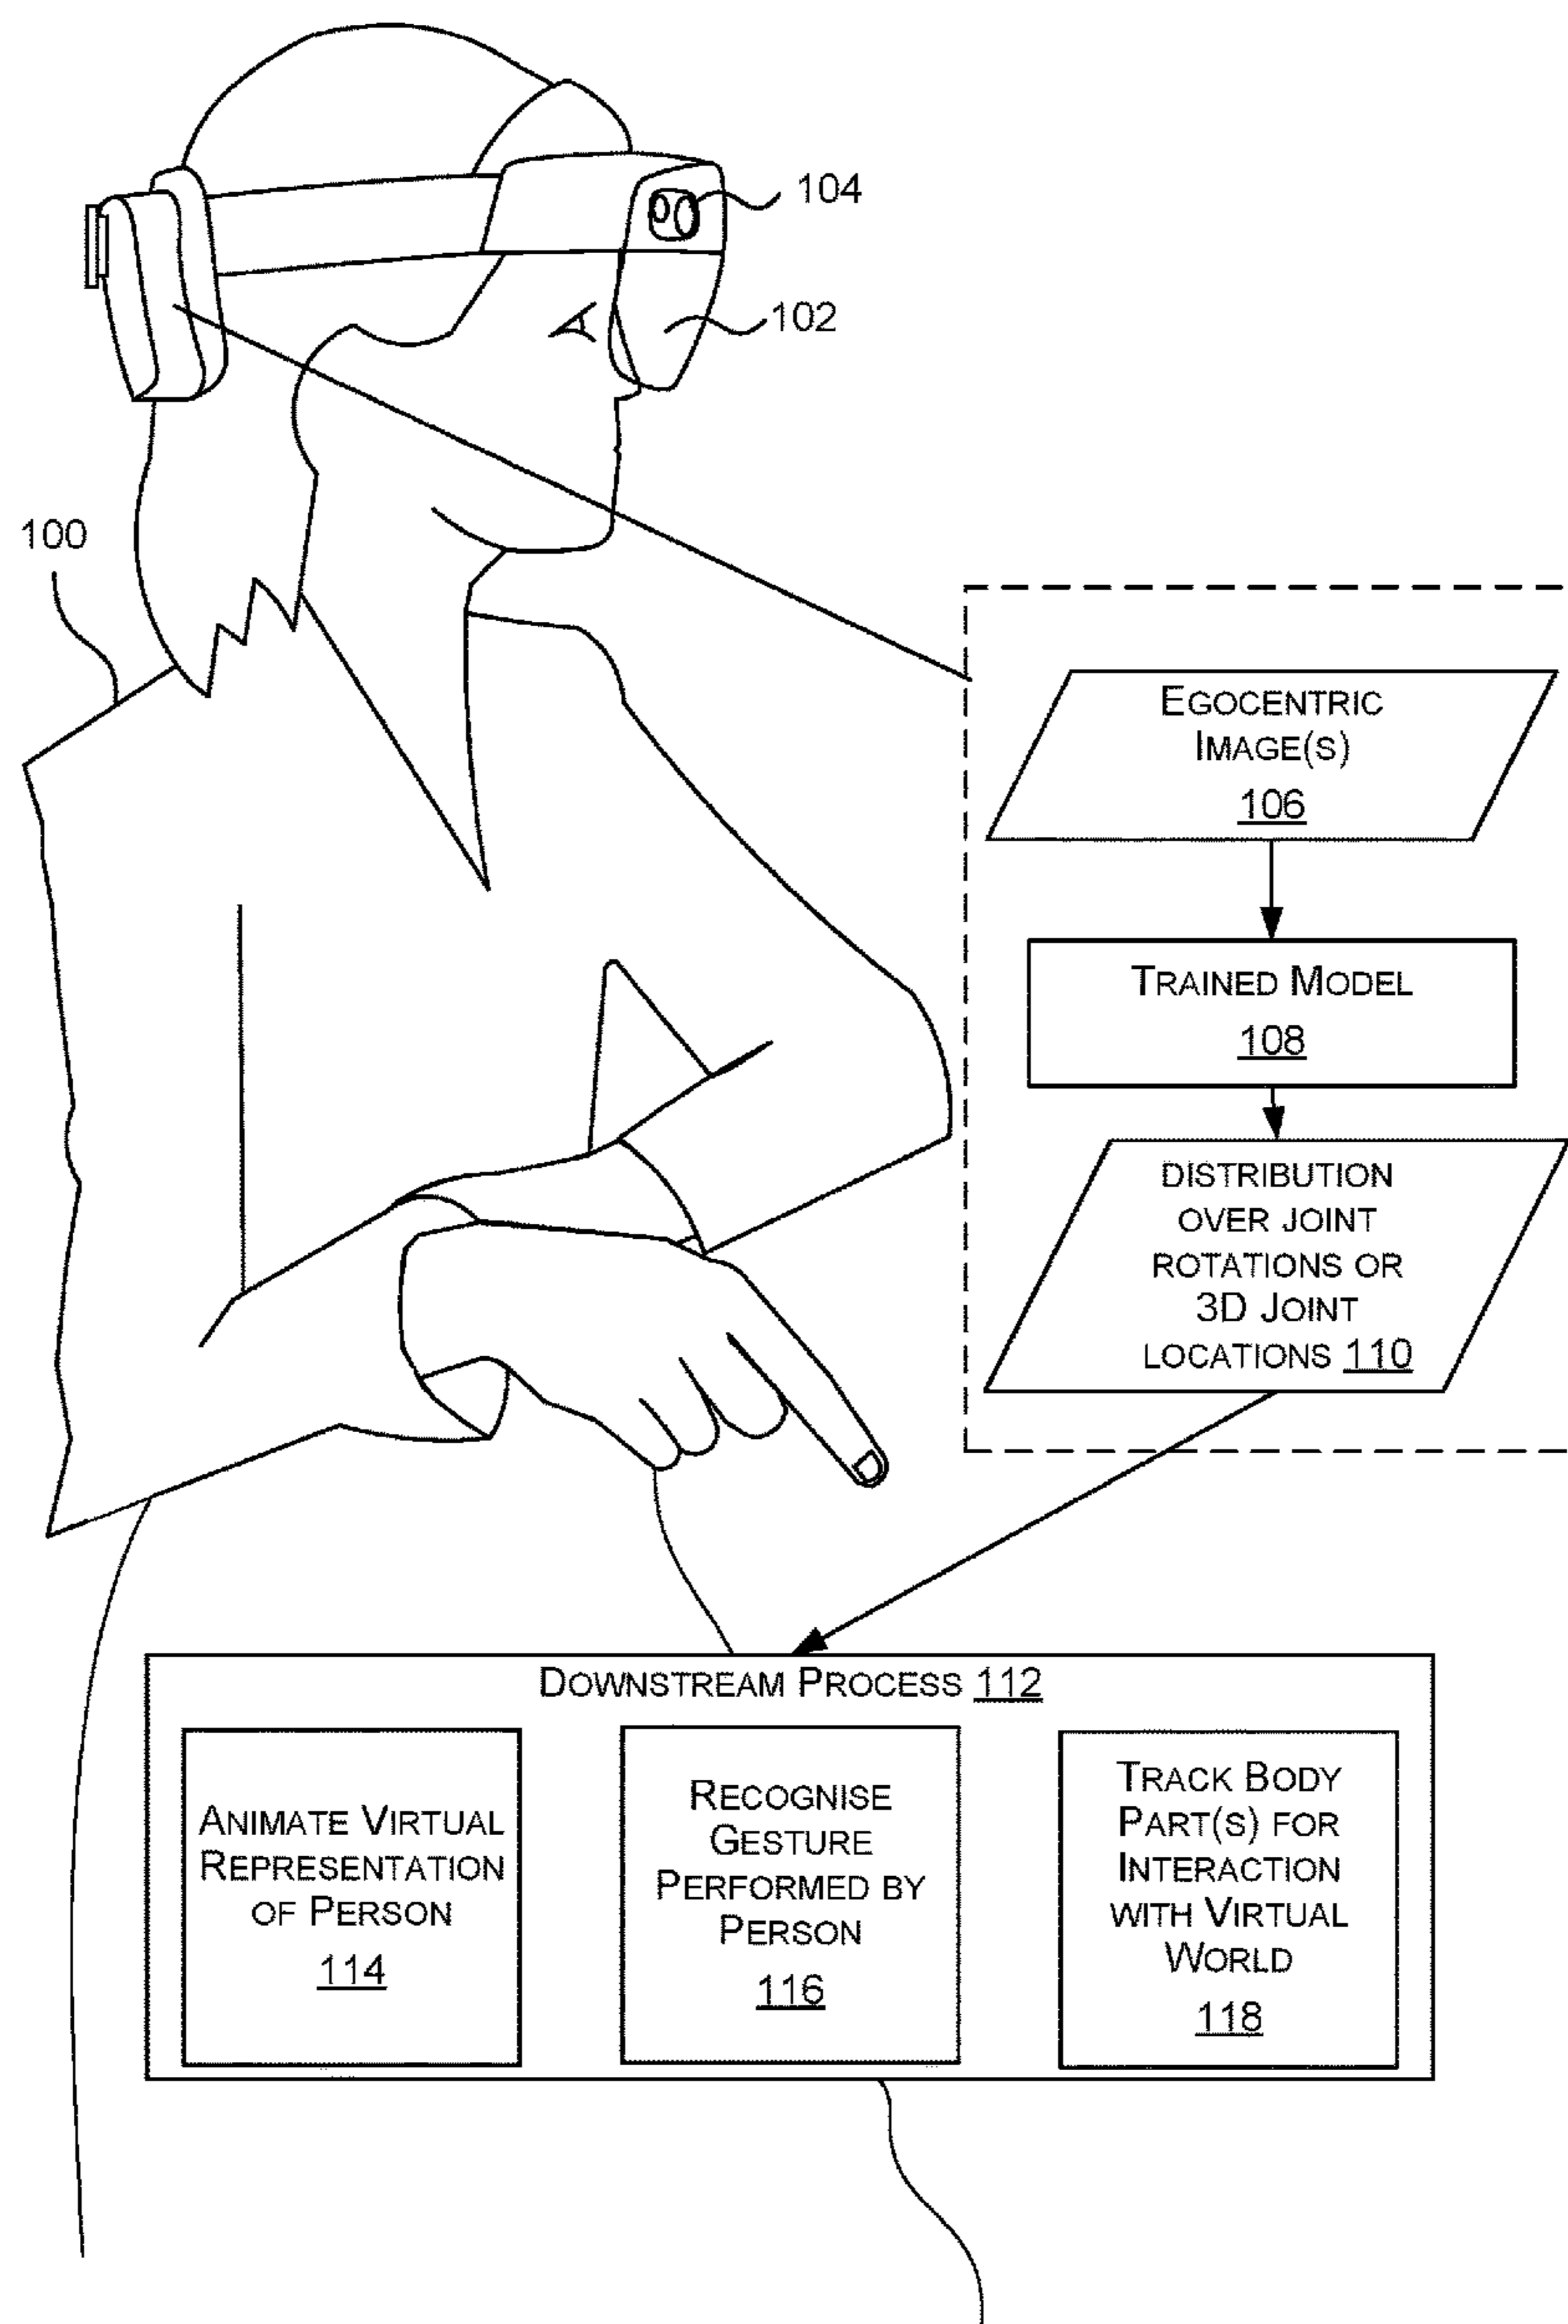 104
102
100
EGOCENTRIC
IMAGE(S)
106
TRAINED MODEL
108
DISTRIBUTION
OVER JOINT
ROTATIONS OR
3D JOINT
LOCATIONS 110
DOWNSTREAM PROCESS 112
ANIMATE VIRTUAL
REPRESENTATION
OF PERSON
114
RECOGNISE
GESTURE
PERFORMED BY
PERSON
116
TRACK BODY
PART(S) FOR
INTERACTION
WITH VIRTUAL
WORLD
118